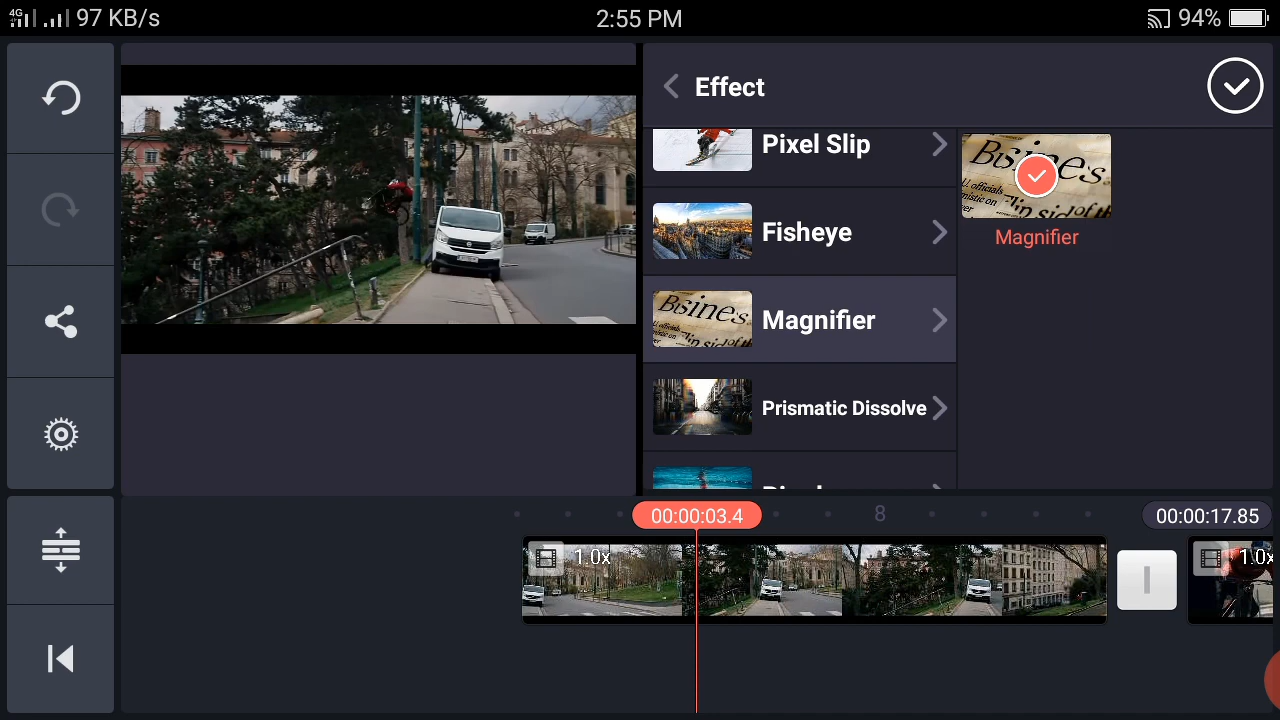 4G 97 KB/s 2:55 PM 94%
Effect
Pixel Slip
Fisheye
Magnifier
Prismatic Dissolve
Magnifier
00:00:03.4 8 00:00:17.85
1.0x 1.0x